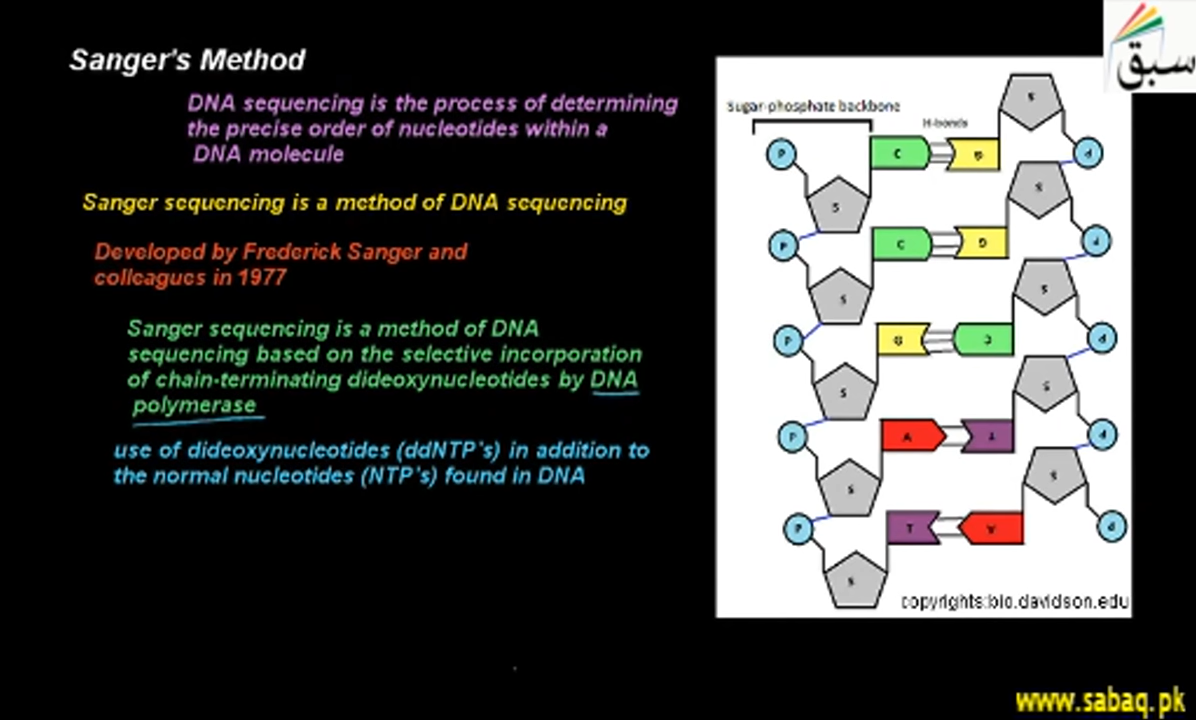 Sanger's Method
DNA sequencing is the process of determining
the precise order of nucleotides within a
DNA molecule
Sanger sequencing is a method of DNA sequencing
Developed by Frederick Sanger and
colleagues in 1977
Sanger sequencing is a method of DNA
sequencing based on the selective incorporation
of chain-terminating dideoxynucleotides by DNA
polymerase
use of dideoxynucleotides (ddNTP's) in addition to
the normal nucleotides (NTP's) found in DNA
سبق
Sugar-phosphate backbone
H-bonds
S
P C G P
S S
P C G P
S S
P G C P
S S
P A T P
S S
P T A P
S
copyrights:bio.davidson.edu
www.sabaq.pk